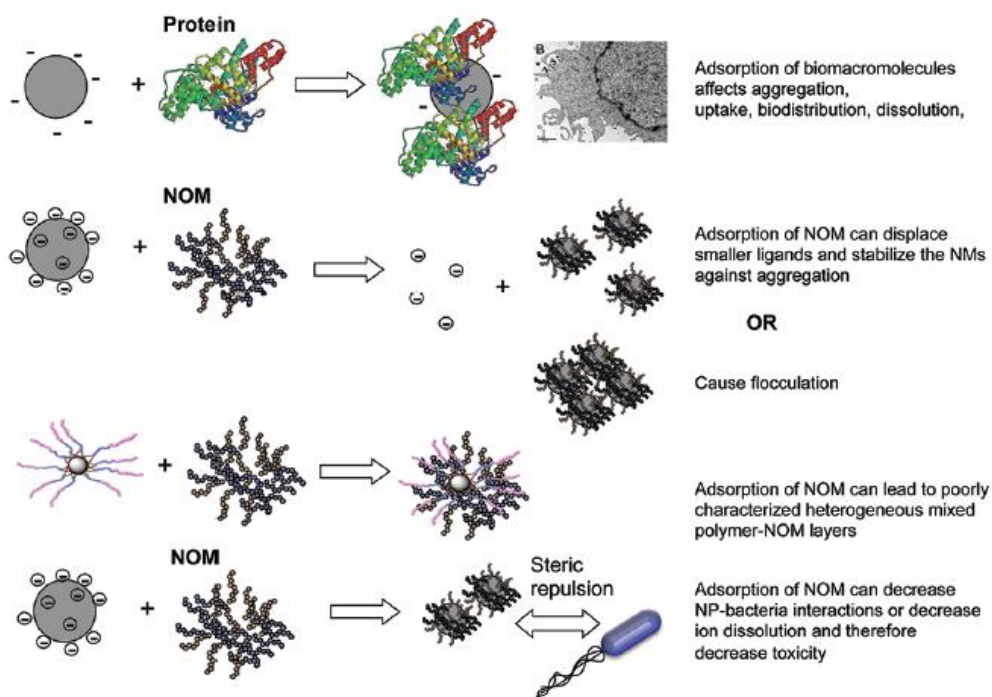 Protein
B
Adsorption of biomacromolecules
affects aggregation,
uptake, biodistribution, dissolution,
NOM
Adsorption of NOM can displace
smaller ligands and stabilize the NMs
against aggregation
OR
Cause flocculation
Adsorption of NOM can lead to poorly
characterized heterogeneous mixed
polymer-NOM layers
NOM
Steric
repulsion
Adsorption of NOM can decrease
NP-bacteria interactions or decrease
ion dissolution and therefore
decrease toxicity